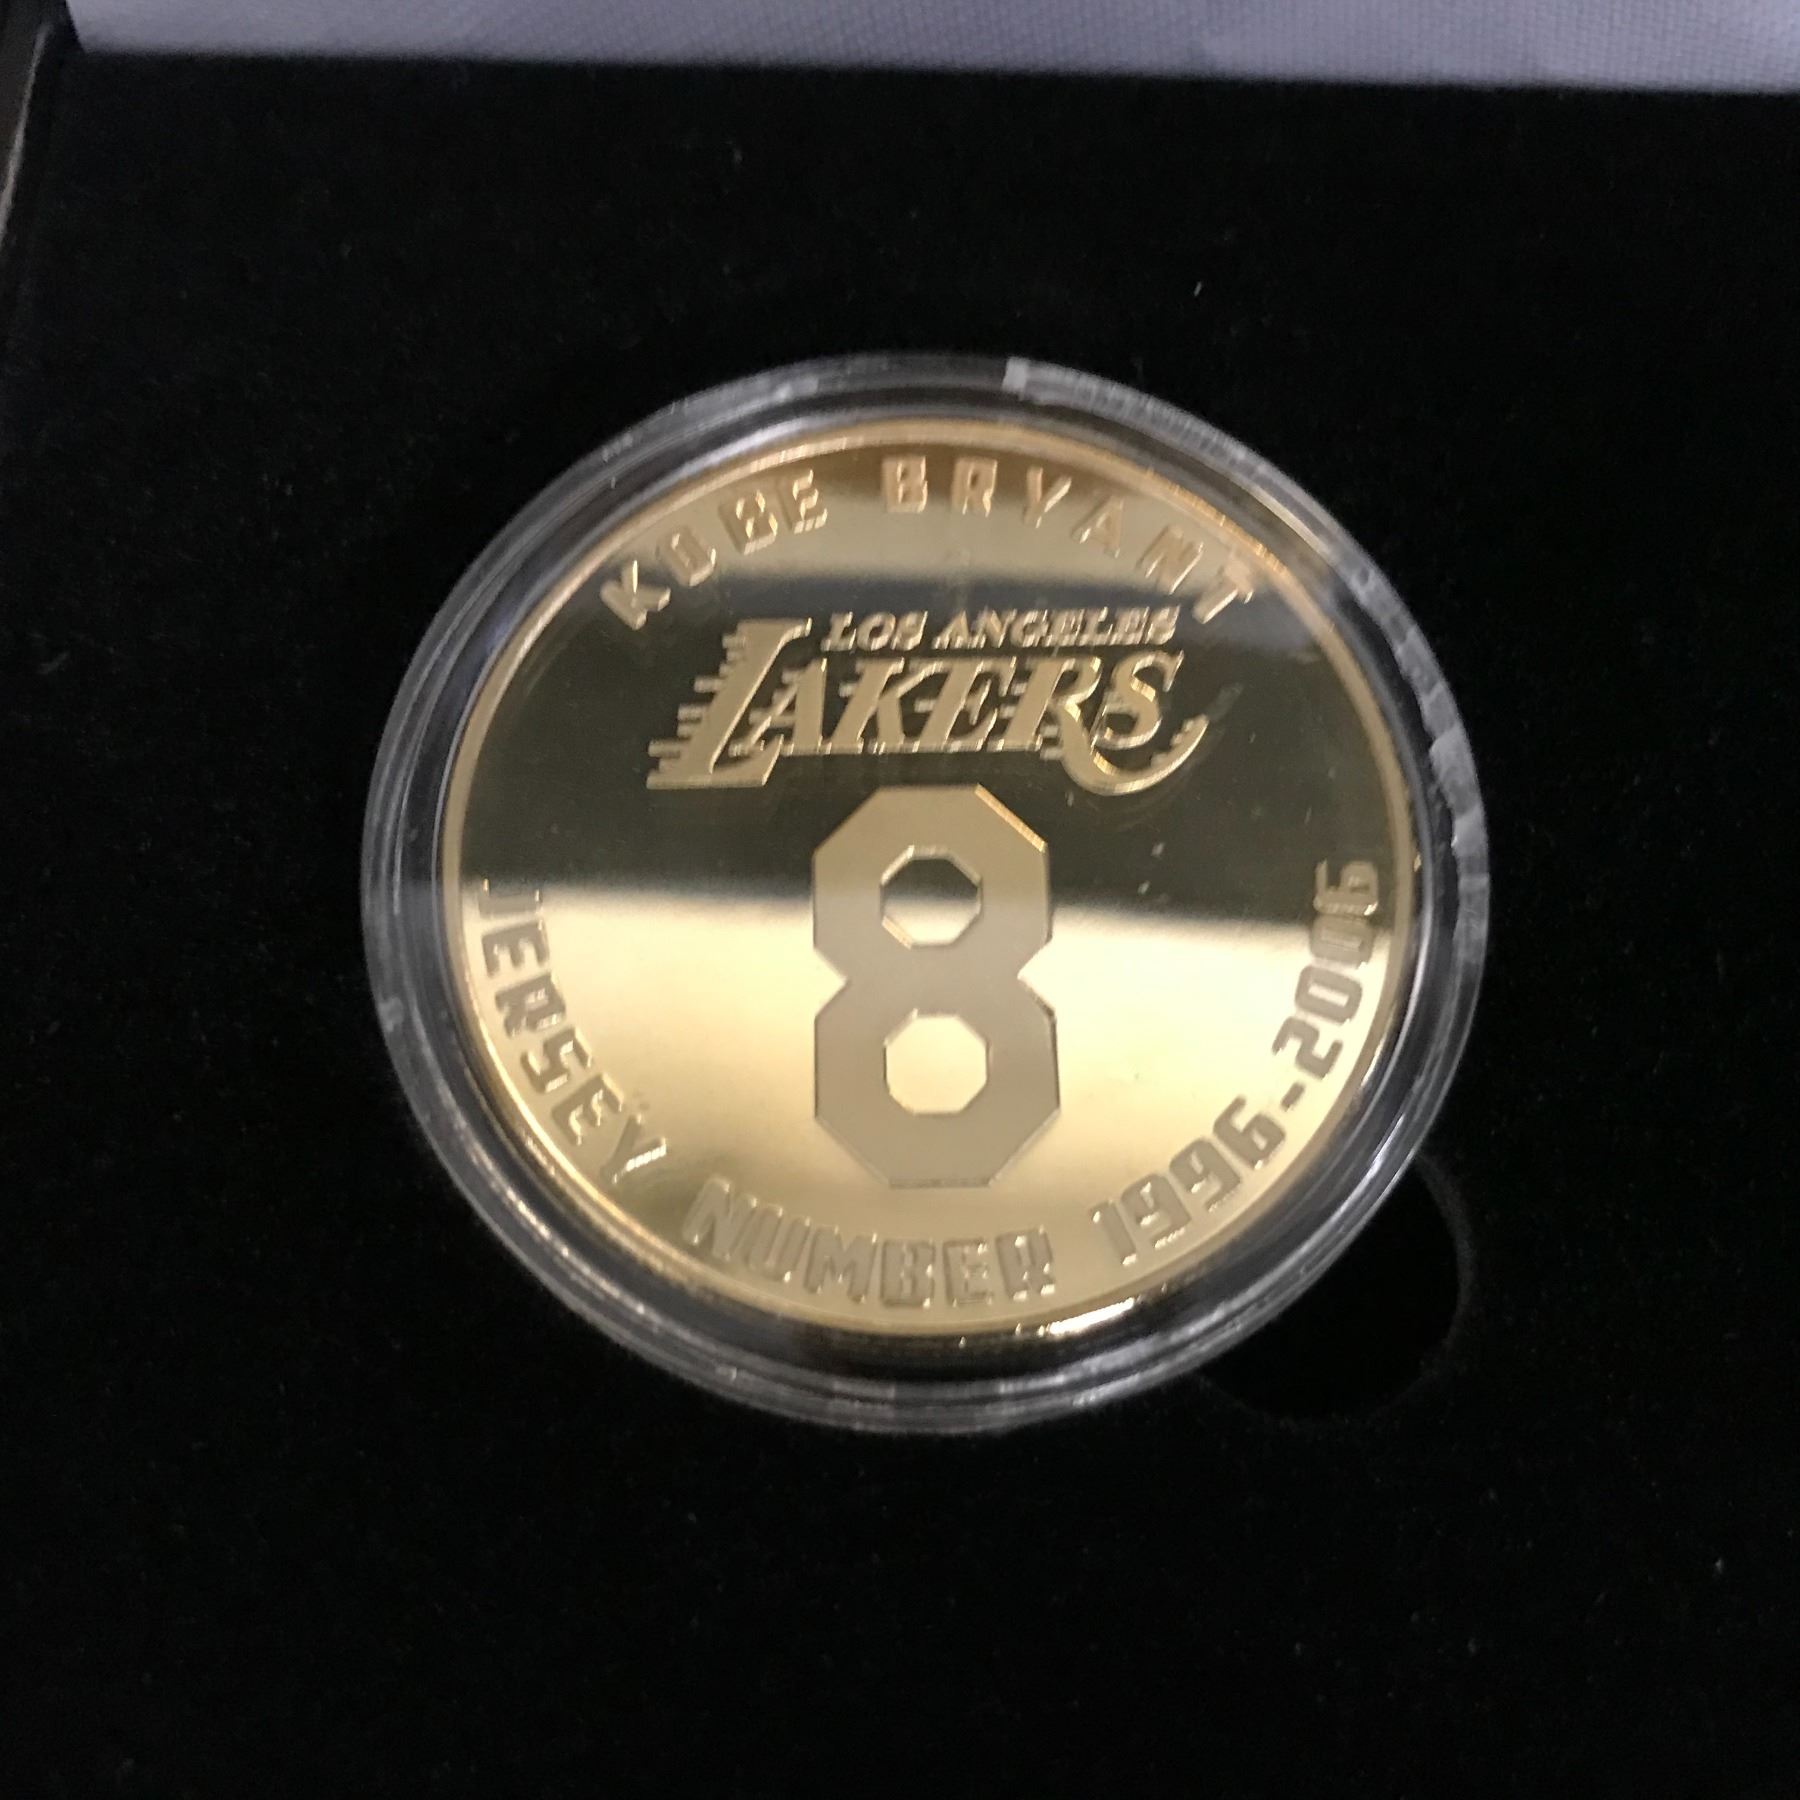 KOBE BRYANT
LOS ANGELES
LAKERS
8
JERSEY NUMBER 1996-2006